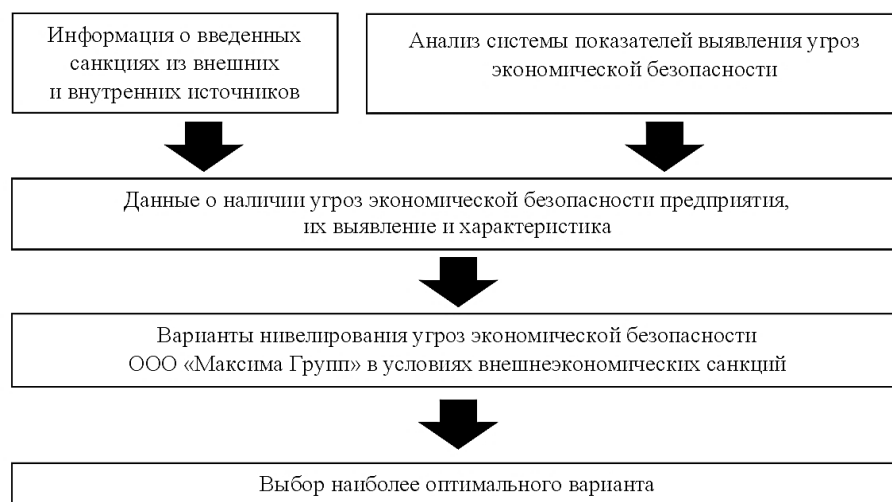 Информация о введенных
санкциях из внешних
и внутренних источников
Анализ системы показателей выявления угроз
экономической безопасности
Данные о наличии угроз экономической безопасности предприятия,
их выявление и характеристика
Варианты нивелирования угроз экономической безопасности
ООО «Максима Групп» в условиях внешнеэкономических санкций
Выбор наиболее оптимального варианта